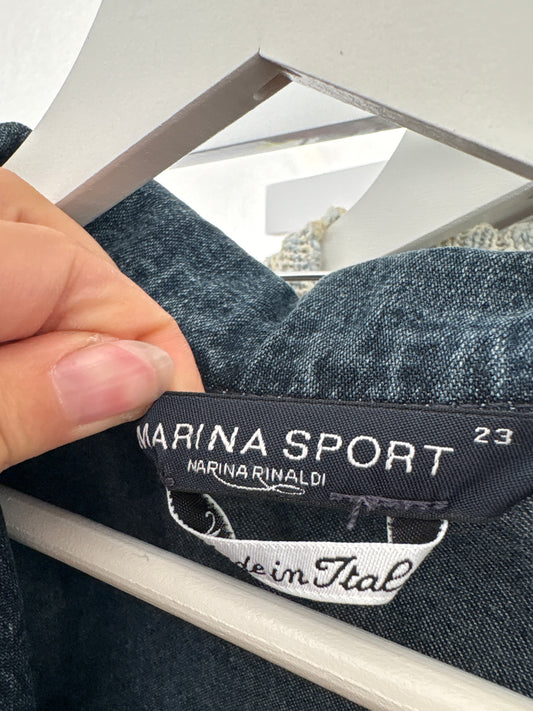 MARINA SPORT 23
MARINA RINALDI
de in Ital